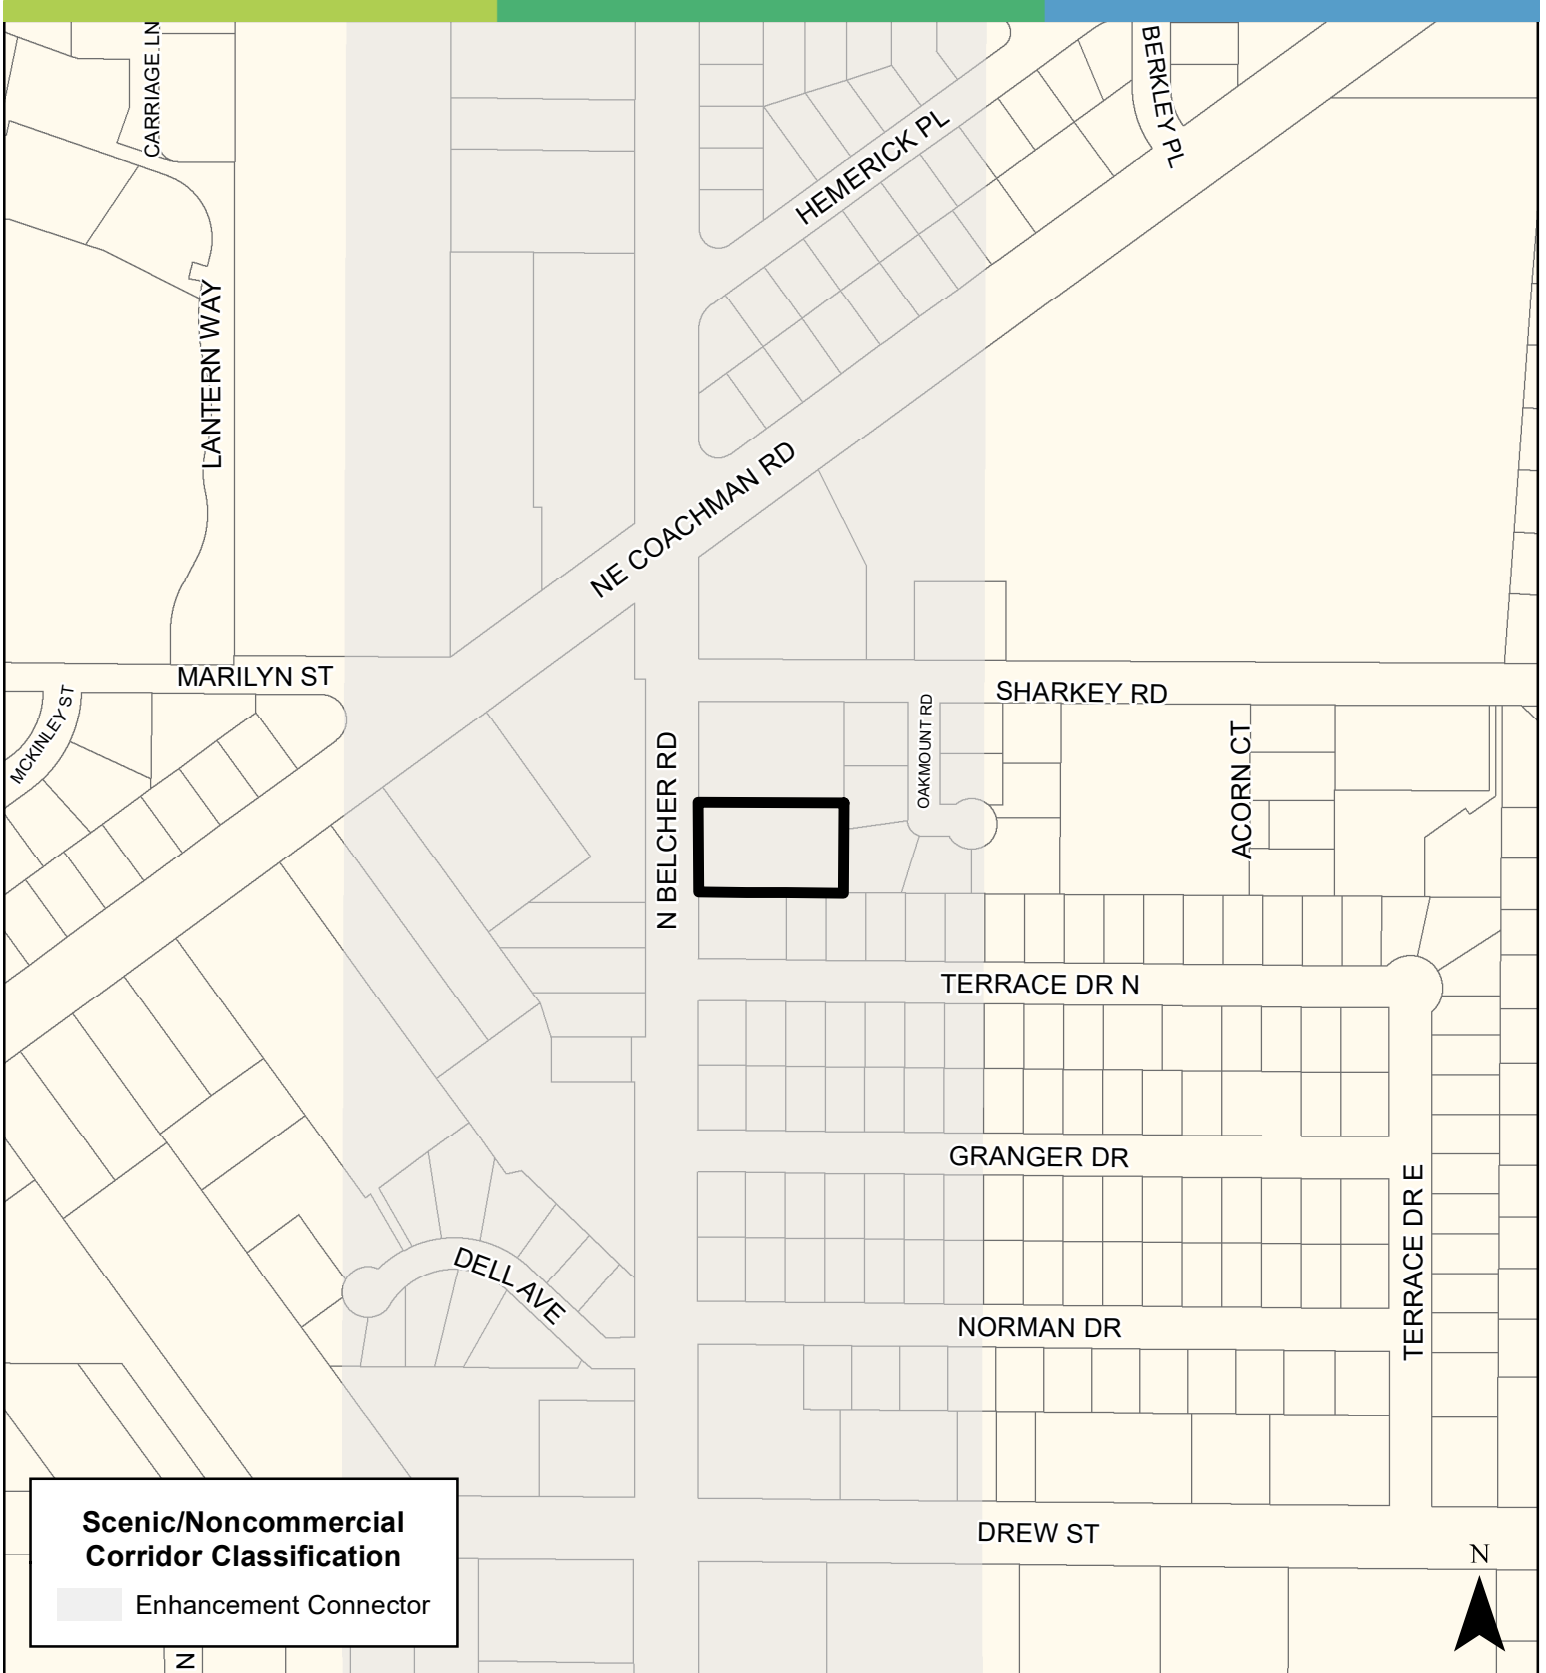 CARRIAGE LN
BERKLEY PL
HEMERICK PL
LANTERN WAY
NE COACHMAN RD
MARILYN ST
SHARKEY RD
MCKINLEY ST
OAKMOUNT RD
N BELCHER RD
ACORN CT
TERRACE DR N
GRANGER DR
TERRACE DR E
DELL AVE
NORMAN DR
DREW ST
Scenic/Noncommercial
Corridor Classification
Enhancement Connector
N
N